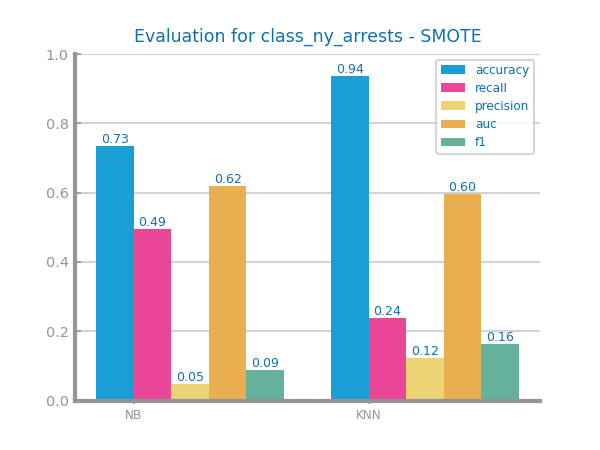 Evaluation for class_ny_arrests - SMOTE
1.0
0.8
0.6
0.4
0.2
0.0
0.73
0.49
0.05
0.62
0.09
0.94
0.24
0.12
0.60
0.16
accuracy
recall
precision
auc
f1
NB
KNN